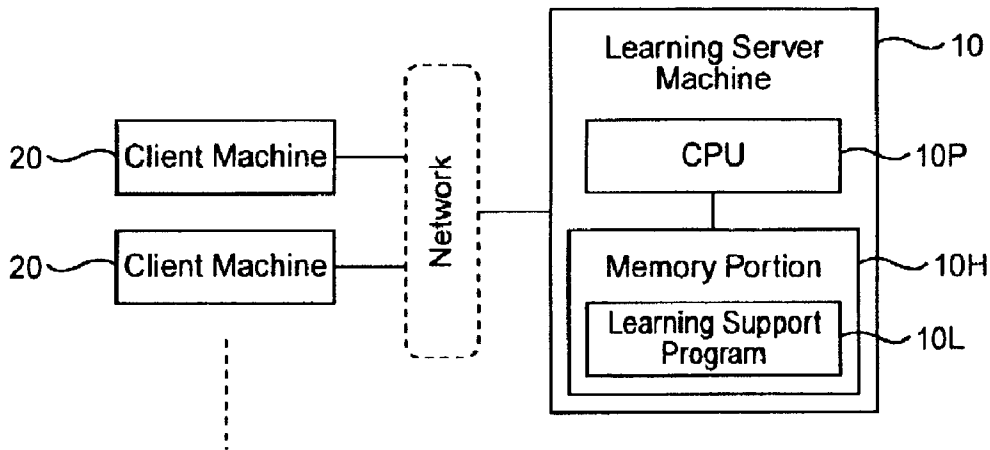 Learning Server
Machine
10
CPU
10P
Memory Portion
10H
Learning Support
Program
10L
Network
20
Client Machine
20
Client Machine